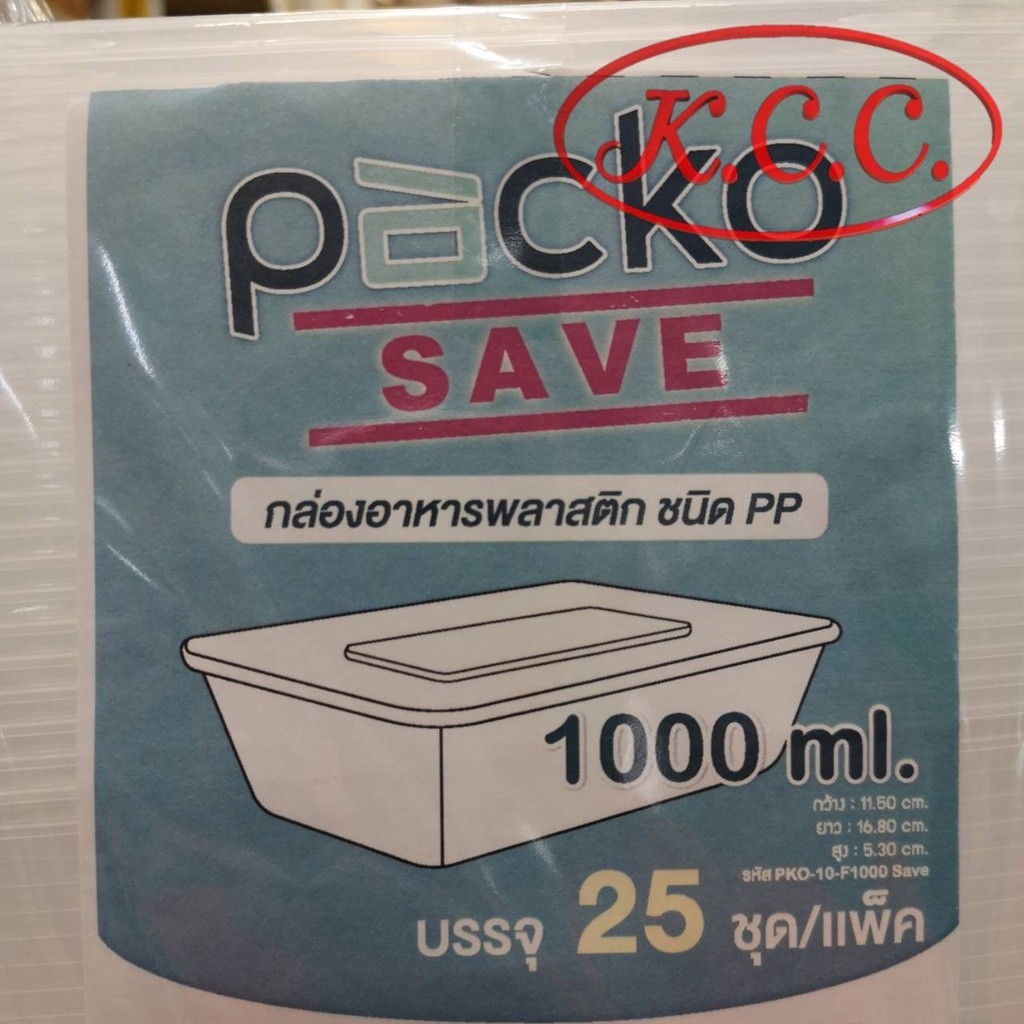 K.C.C.
packo
SAVE
กล่องอาหารพลาสติก ชนิด PP
1000 ml.
กว้าง : 11.50 cm.
ยาว : 16.80 cm.
สูง : 5.30 cm.
รหัส PKO-10-F1000 Save
บรรจุ 25 ชุด/แพ็ค